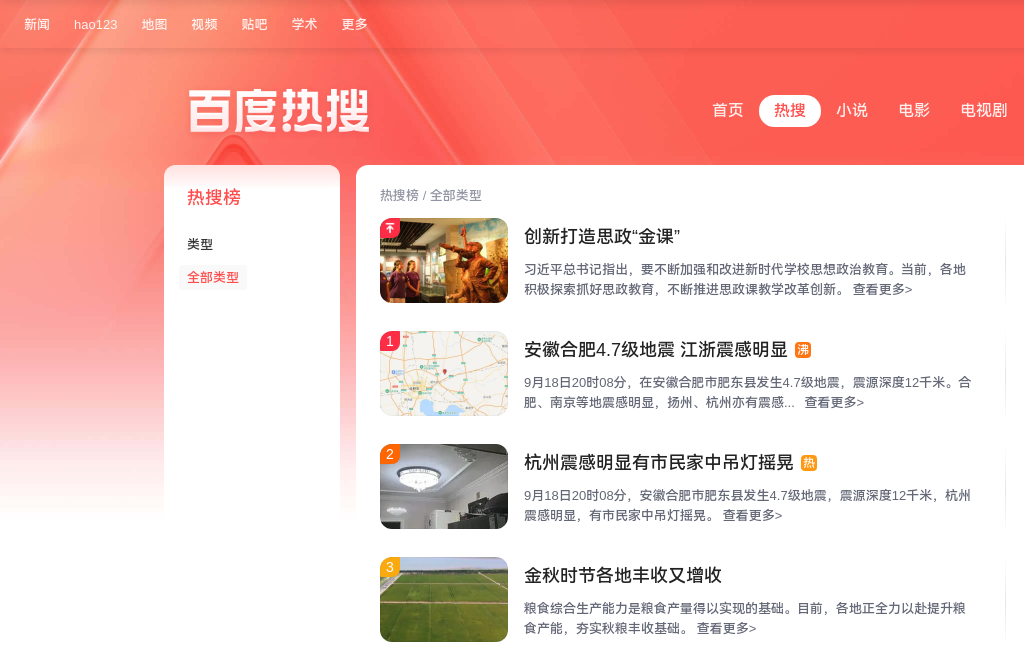 新闻 hao123 地图 视频 贴吧 学术 更多
百度热搜
首页 热搜 小说 电影 电视剧
热搜榜
类型
全部类型
热搜榜 / 全部类型
创新打造思政“金课”
习近平总书记指出，要不断加强和改进新时代学校思想政治教育。当前，各地
积极探索抓好思政教育，不断推进思政课教学改革创新。 查看更多>
1
安徽合肥4.7级地震 江浙震感明显 沸
9月18日20时08分，在安徽合肥市肥东县发生4.7级地震，震源深度12千米。合
肥、南京等地震感明显，扬州、杭州亦有震感... 查看更多>
2
杭州震感明显有市民家中吊灯摇晃 热
9月18日20时08分，安徽合肥市肥东县发生4.7级地震，震源深度12千米，杭州
震感明显，有市民家中吊灯摇晃。 查看更多>
3
金秋时节各地丰收又增收
粮食综合生产能力是粮食产量得以实现的基础。目前，各地正全力以赴提升粮
食产能，夯实秋粮丰收基础。 查看更多>